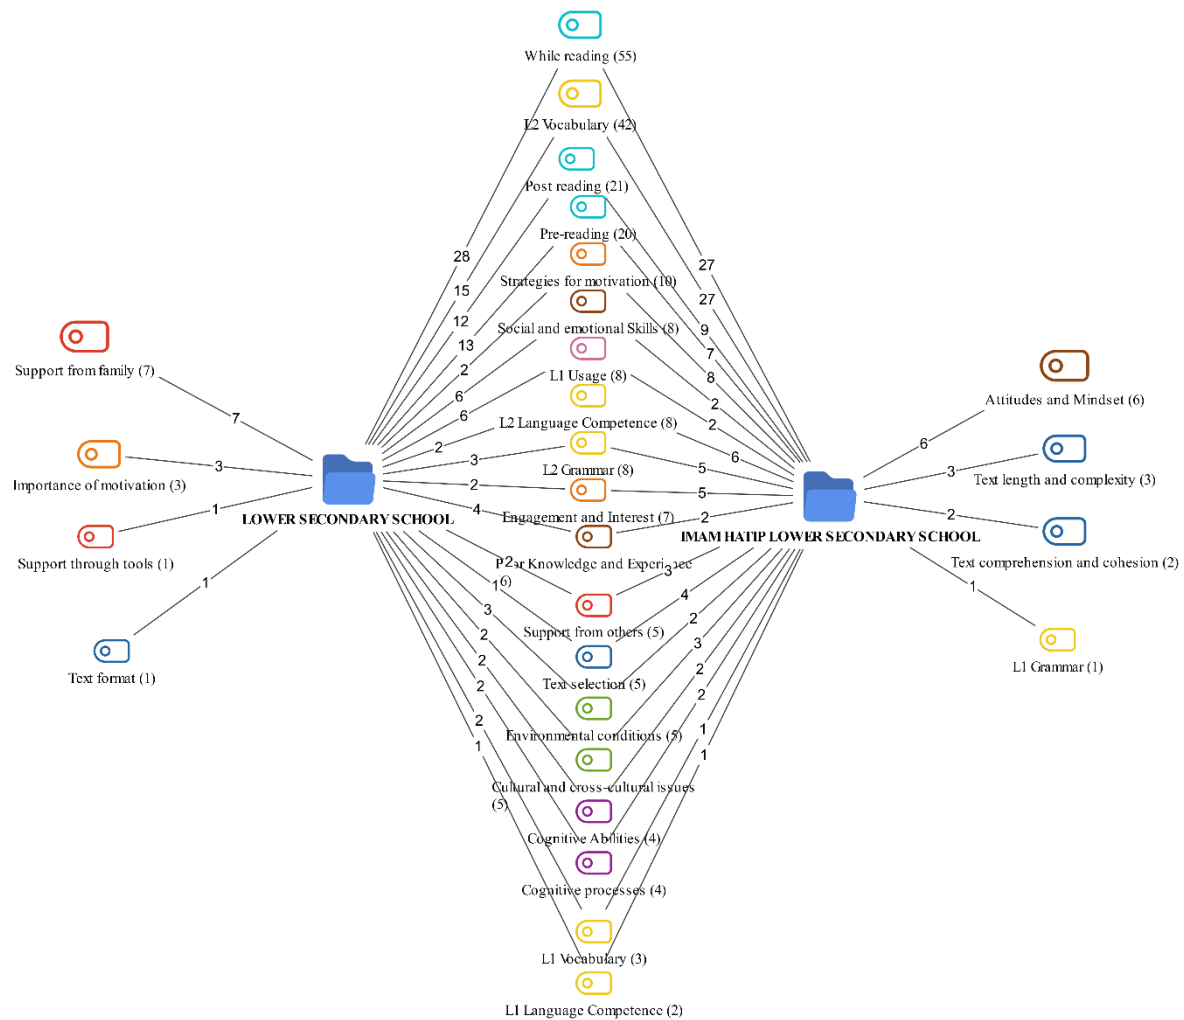 While reading (55)
L2 Vocabulary (42)
Post reading (21)
Pre-reading (20)
28
27
Strategies for motivation (10)
15
27
Social and emotional Skills (8)
12
9
13
7
Support from family (7)
2
L1 Usage (8)
8
6
2
Attitudes and Mindset (6)
7
6
L2 Language Competence (8)
2
2
6
6
3
L2 Grammar (8)
5
3
3
Importance of motivation (3)
2
5
Text length and complexity (3)
1
4
Engagement and Interest (7)
2
2
LOWER SECONDARY SCHOOL
IMAM HATIP LOWER SECONDARY SCHOOL
Support through tools (1)
2
Prior Knowledge and Experience
(6)
3
Text comprehension and cohesion (2)
1
1
4
1
3
2
Support from others (5)
2
3
L1 Grammar (1)
Text format (1)
2
Text selection (5)
2
2
2
2
Environmental conditions (5)
1
1
1
Cultural and cross-cultural issues
(5)
Cognitive Abilities (4)
Cognitive processes (4)
L1 Vocabulary (3)
L1 Language Competence (2)